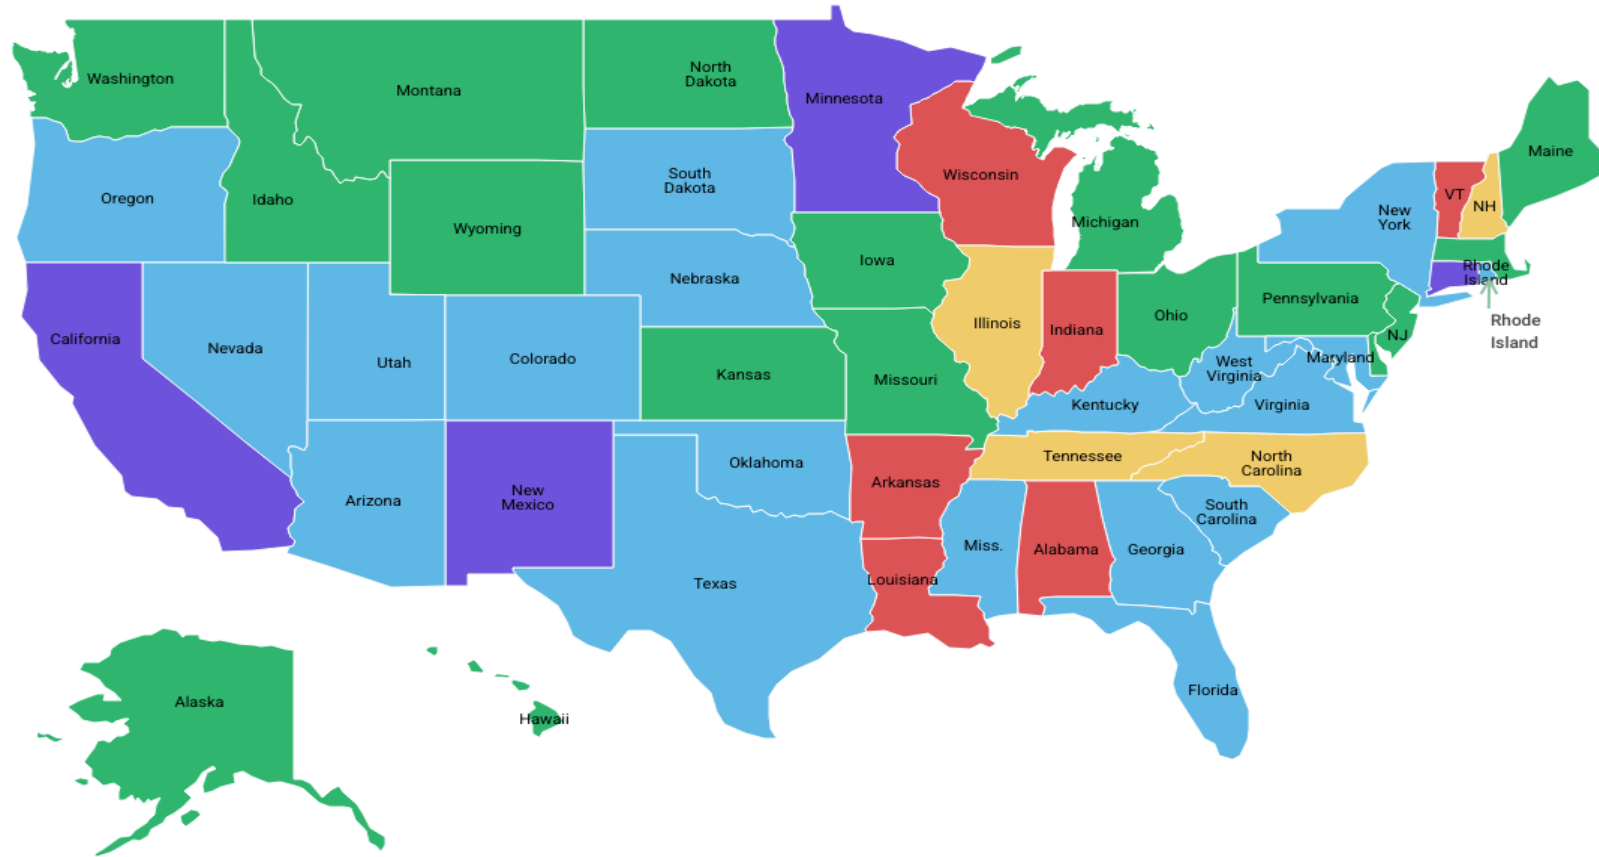 Washington
Montana
North
Dakota
Minnesota
Oregon
Idaho
Wyoming
South
Dakota
Wisconsin
Michigan
Maine
VT
NH
New
York
Iowa
Nebraska
Rhode
Island
Pennsylvania
Rhode
Island
California
Nevada
Utah
Colorado
Kansas
Missouri
Illinois
Indiana
Ohio
NJ
Maryland
West
Virginia
Kentucky
Virginia
Arizona
New
Mexico
Oklahoma
Arkansas
Tennessee
North
Carolina
South
Carolina
Texas
Louisiana
Miss.
Alabama
Georgia
Florida
Alaska
Hawaii